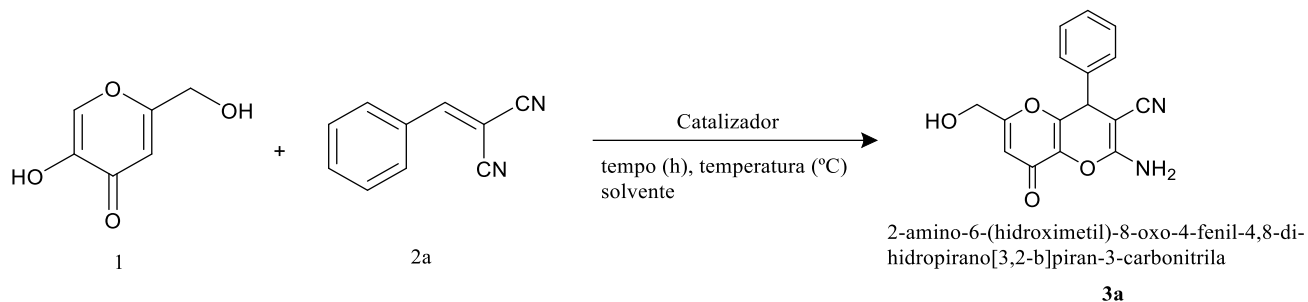 O
OH
HO
O
1
+
CN
CN
2a
Catalizador
tempo (h), temperatura (ºC)
solvente
O
CN
HO
O
O
NH₂
2-amino-6-(hidroximetil)-8-oxo-4-fenil-4,8-di-
hidropirano[3,2-b]piran-3-carbonitrila
3a